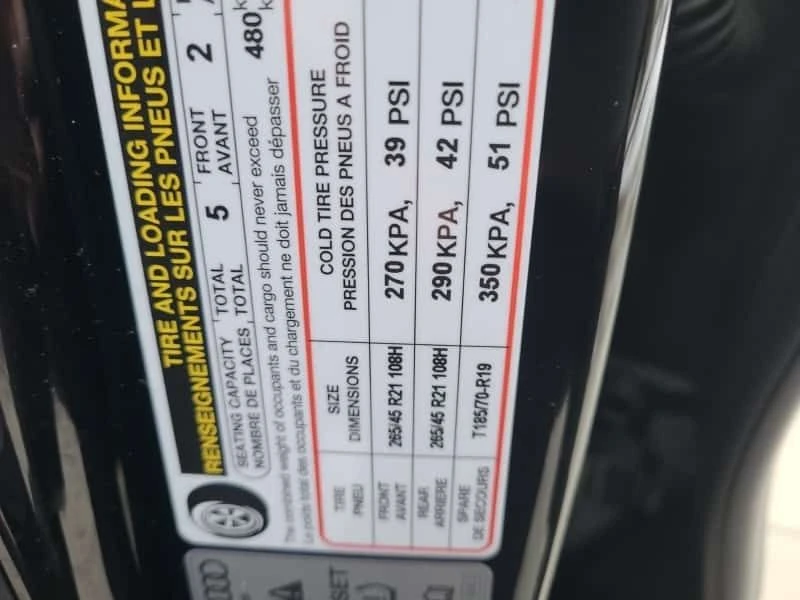 TIRE AND LOADING INFORMA
RENSEIGNEMENTS SUR LES PNEUS ET L
SEATING CAPACITY TOTAL 5 FRONT 2
NOMBRE DE PLACES TOTAL AVANT
The combined weight of occupants and cargo should never exceed 480 k
Le poids total des occupants et du chargement ne doit jamais dépasser
TIRE SIZE COLD TIRE PRESSURE
PNEU DIMENSIONS PRESSION DES PNEUS A FROID
FRONT 265/45 R21 108H 270 KPA, 39 PSI
AVANT
REAR 265/45 R21 108H 290 KPA, 42 PSI
ARRIERE
SPARE T185/70-R19 350 KPA, 51 PSI
DE SECOURS
SET